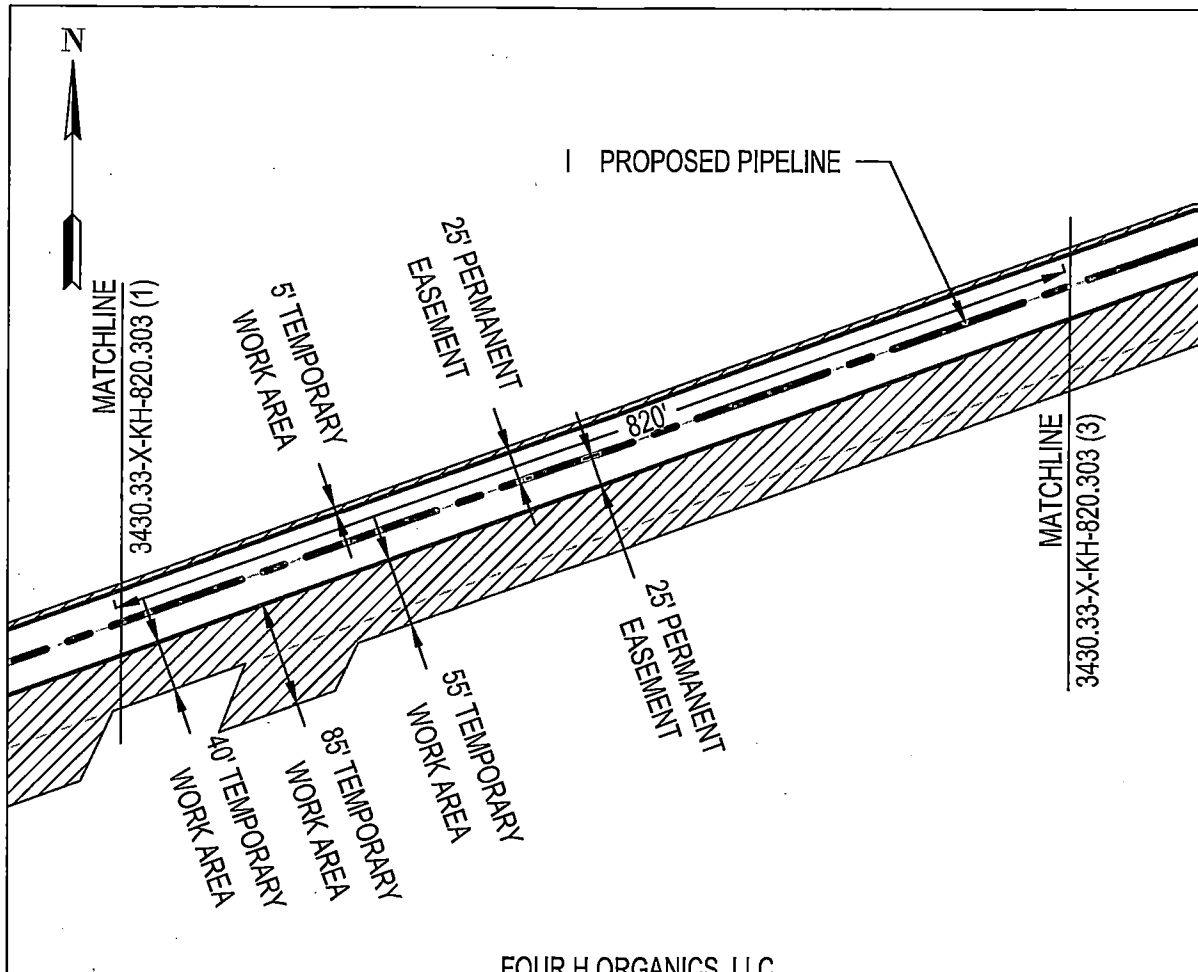 N
I PROPOSED PIPELINE
MATCHLINE
3430.33-X-KH-820.303 (1)
5' TEMPORARY
WORK AREA
25' PERMANENT
EASEMENT
820'
MATCHLINE
3430.33-X-KH-820.303 (3)
40' TEMPORARY
WORK AREA
85' TEMPORARY
WORK AREA
55' TEMPORARY
WORK AREA
25' PERMANENT
EASEMENT
FOUR H ORGANICS, LLC